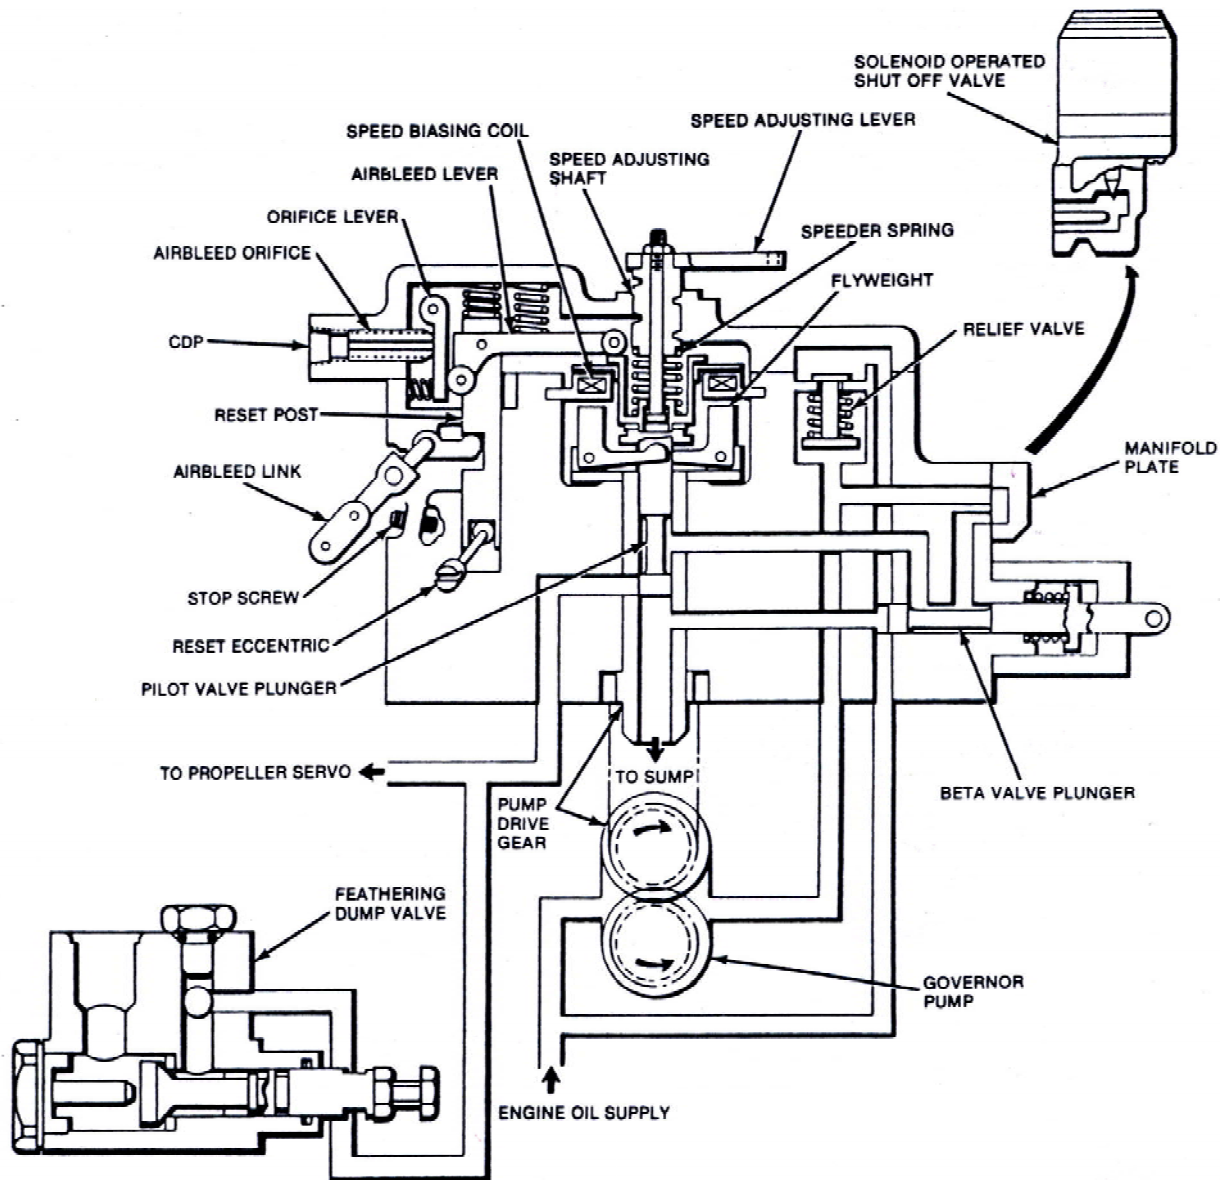 SOLENOID OPERATED
SHUT OFF VALVE
SPEED ADJUSTING LEVER
SPEED BIASING COIL
SPEED ADJUSTING
SHAFT
AIRBLEED LEVER
ORIFICE LEVER
AIRBLEED ORIFICE
SPEEDER SPRING
FLYWEIGHT
RELIEF VALVE
CDP
RESET POST
AIRBLEED LINK
MANIFOLD
PLATE
STOP SCREW
RESET ECCENTRIC
PILOT VALVE PLUNGER
TO PROPELLER SERVO
TO SUMP
BETA VALVE PLUNGER
PUMP
DRIVE
GEAR
FEATHERING
DUMP VALVE
GOVERNOR
PUMP
ENGINE OIL SUPPLY